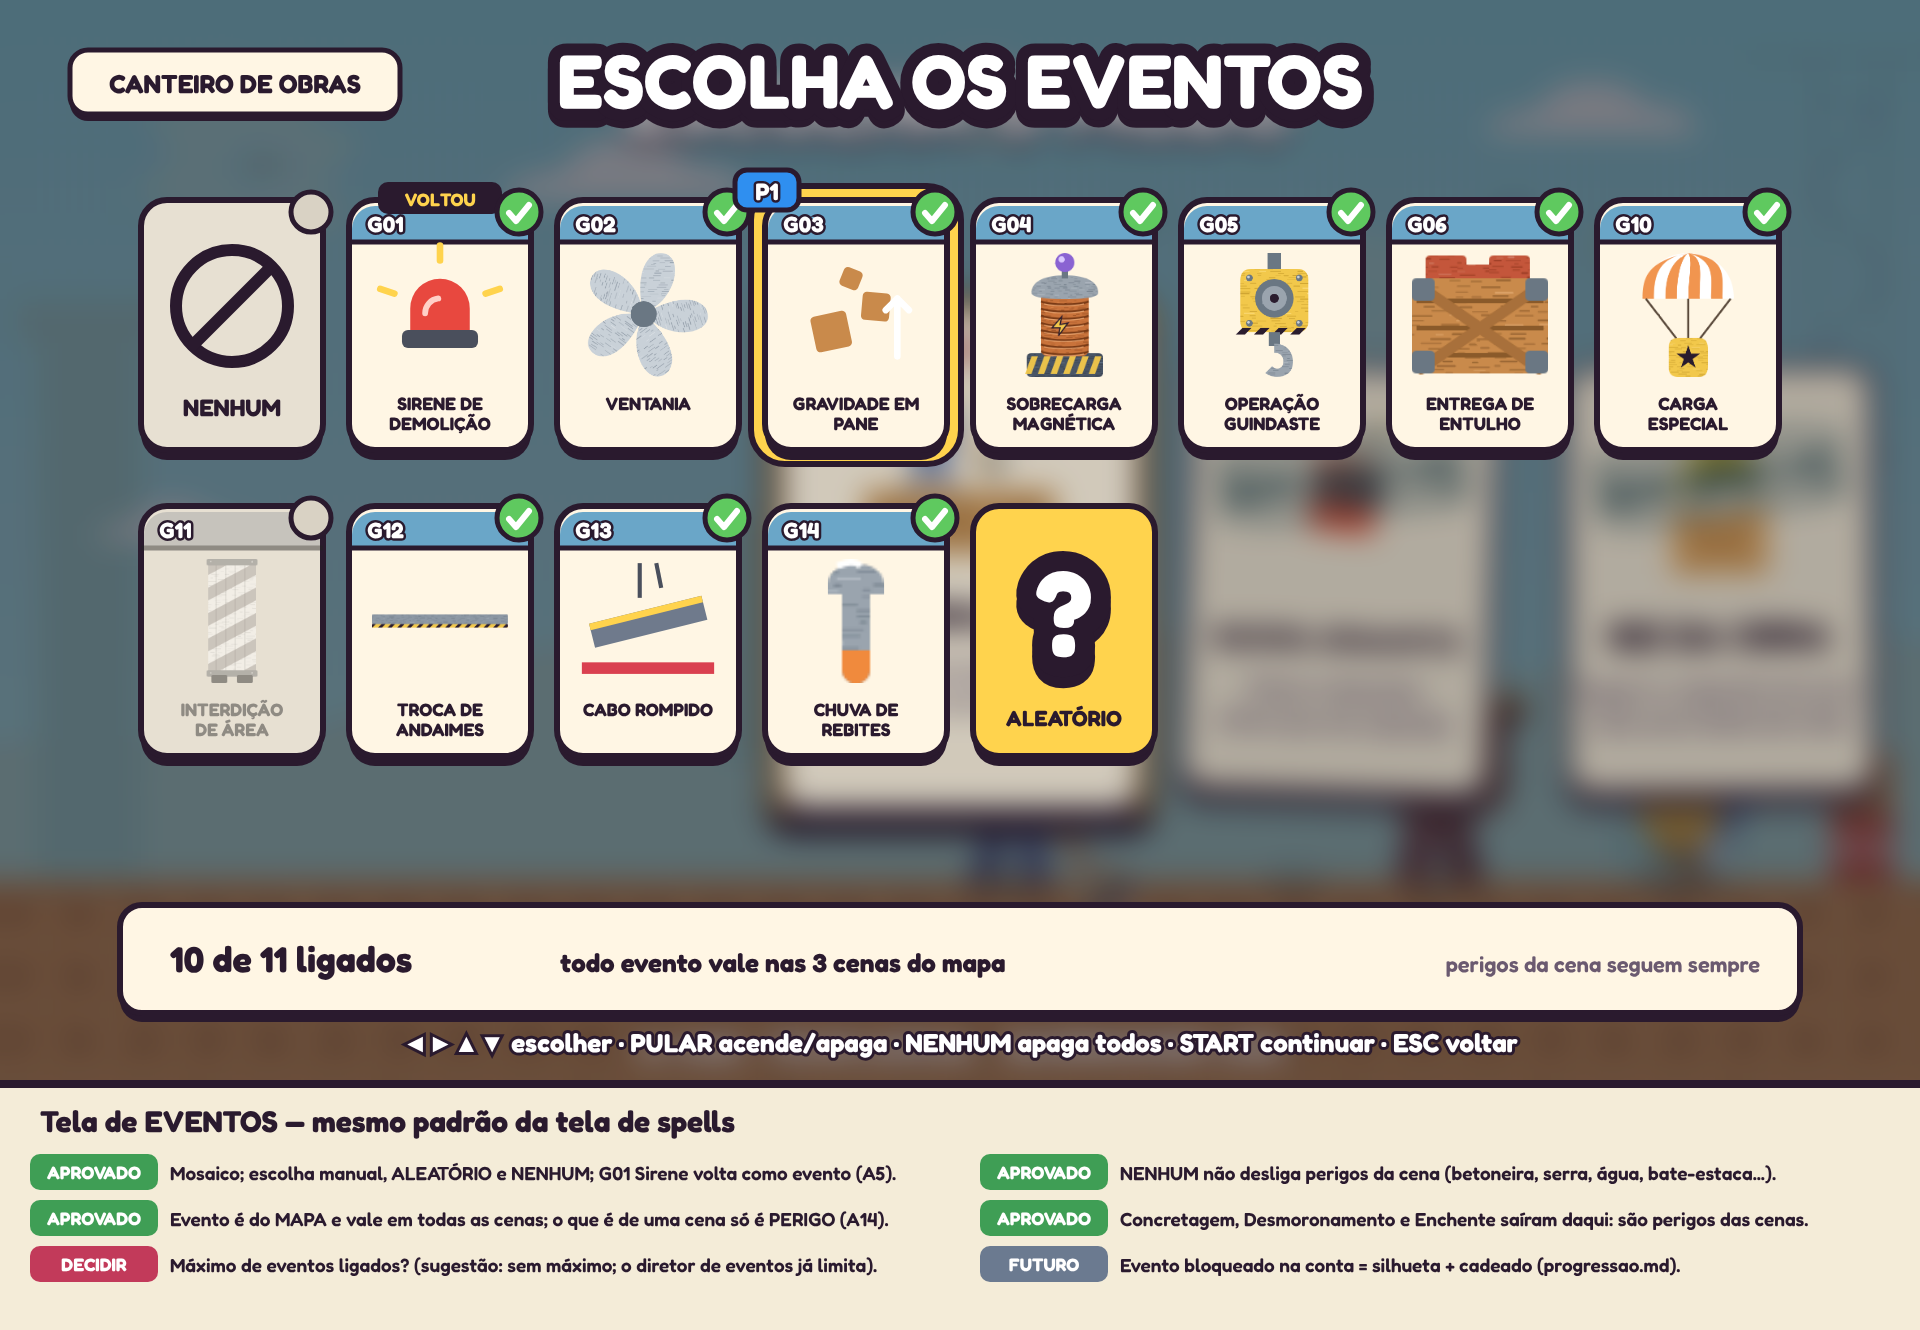 CANTEIRO DE OBRAS
ESCOLHA OS EVENTOS
NENHUM
VOLTOU
G01
SIRENE DE
DEMOLIÇÃO
G02
VENTANIA
P1
G03
GRAVIDADE EM
PANE
G04
SOBRECARGA
MAGNÉTICA
G05
OPERAÇÃO
GUINDASTE
G06
ENTREGA DE
ENTULHO
G10
CARGA
ESPECIAL
G11
INTERDIÇÃO
DE ÁREA
G12
TROCA DE
ANDAIMES
G13
CABO ROMPIDO
G14
CHUVA DE
REBITES
?
ALEATÓRIO
10 de 11 ligados
todo evento vale nas 3 cenas do mapa
perigos da cena seguem sempre
◀ ▶ ▲ ▼ escolher · PULAR acende/apaga · NENHUM apaga todos · START continuar · ESC voltar
Tela de EVENTOS — mesmo padrão da tela de spells
APROVADO Mosaico; escolha manual, ALEATÓRIO e NENHUM; G01 Sirene volta como evento (A5).
APROVADO Evento é do MAPA e vale em todas as cenas; o que é de uma cena só é PERIGO (A14).
DECIDIR Máximo de eventos ligados? (sugestão: sem máximo; o diretor de eventos já limita).
APROVADO NENHUM não desliga perigos da cena (betoneira, serra, água, bate-estaca...).
APROVADO Concretagem, Desmoronamento e Enchente saíram daqui: são perigos das cenas.
FUTURO Evento bloqueado na conta = silhueta + cadeado (progressao.md).